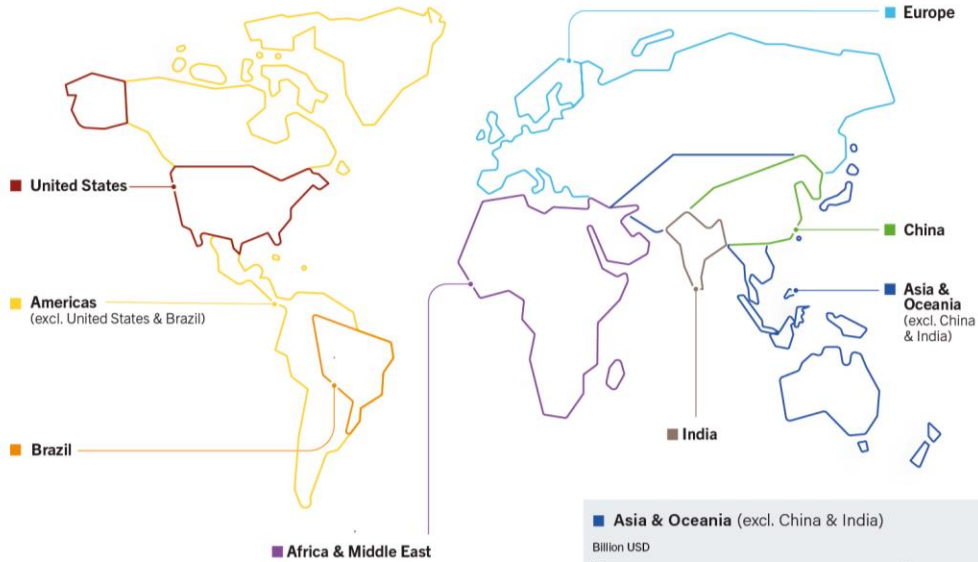 Europe
United States
China
Americas
(excl. United States & Brazil)
Asia &
Oceania
(excl. China
& India)
India
Brazil
Asia & Oceania (excl. China & India)
Billion USD
Africa & Middle East